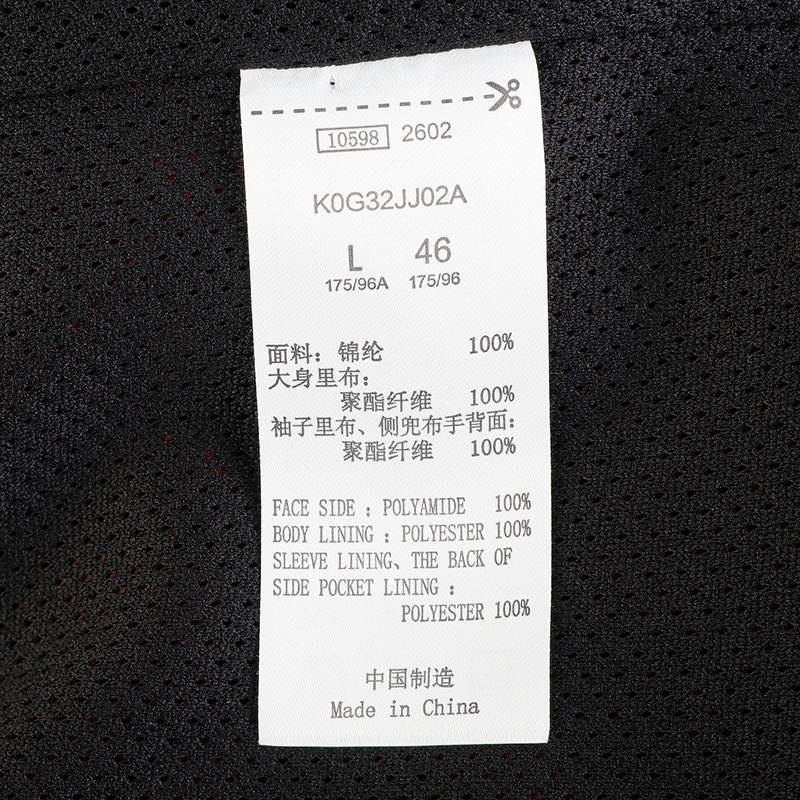 10598 2602
K0G32JJ02A
L 46
175/96A 175/96
面料：锦纶 100%
大身里布：
聚酯纤维 100%
袖子里布、侧兜布手背面：
聚酯纤维 100%
FACE SIDE : POLYAMIDE 100%
BODY LINING : POLYESTER 100%
SLEEVE LINING、THE BACK OF
SIDE POCKET LINING :
POLYESTER 100%
中国制造
Made in China